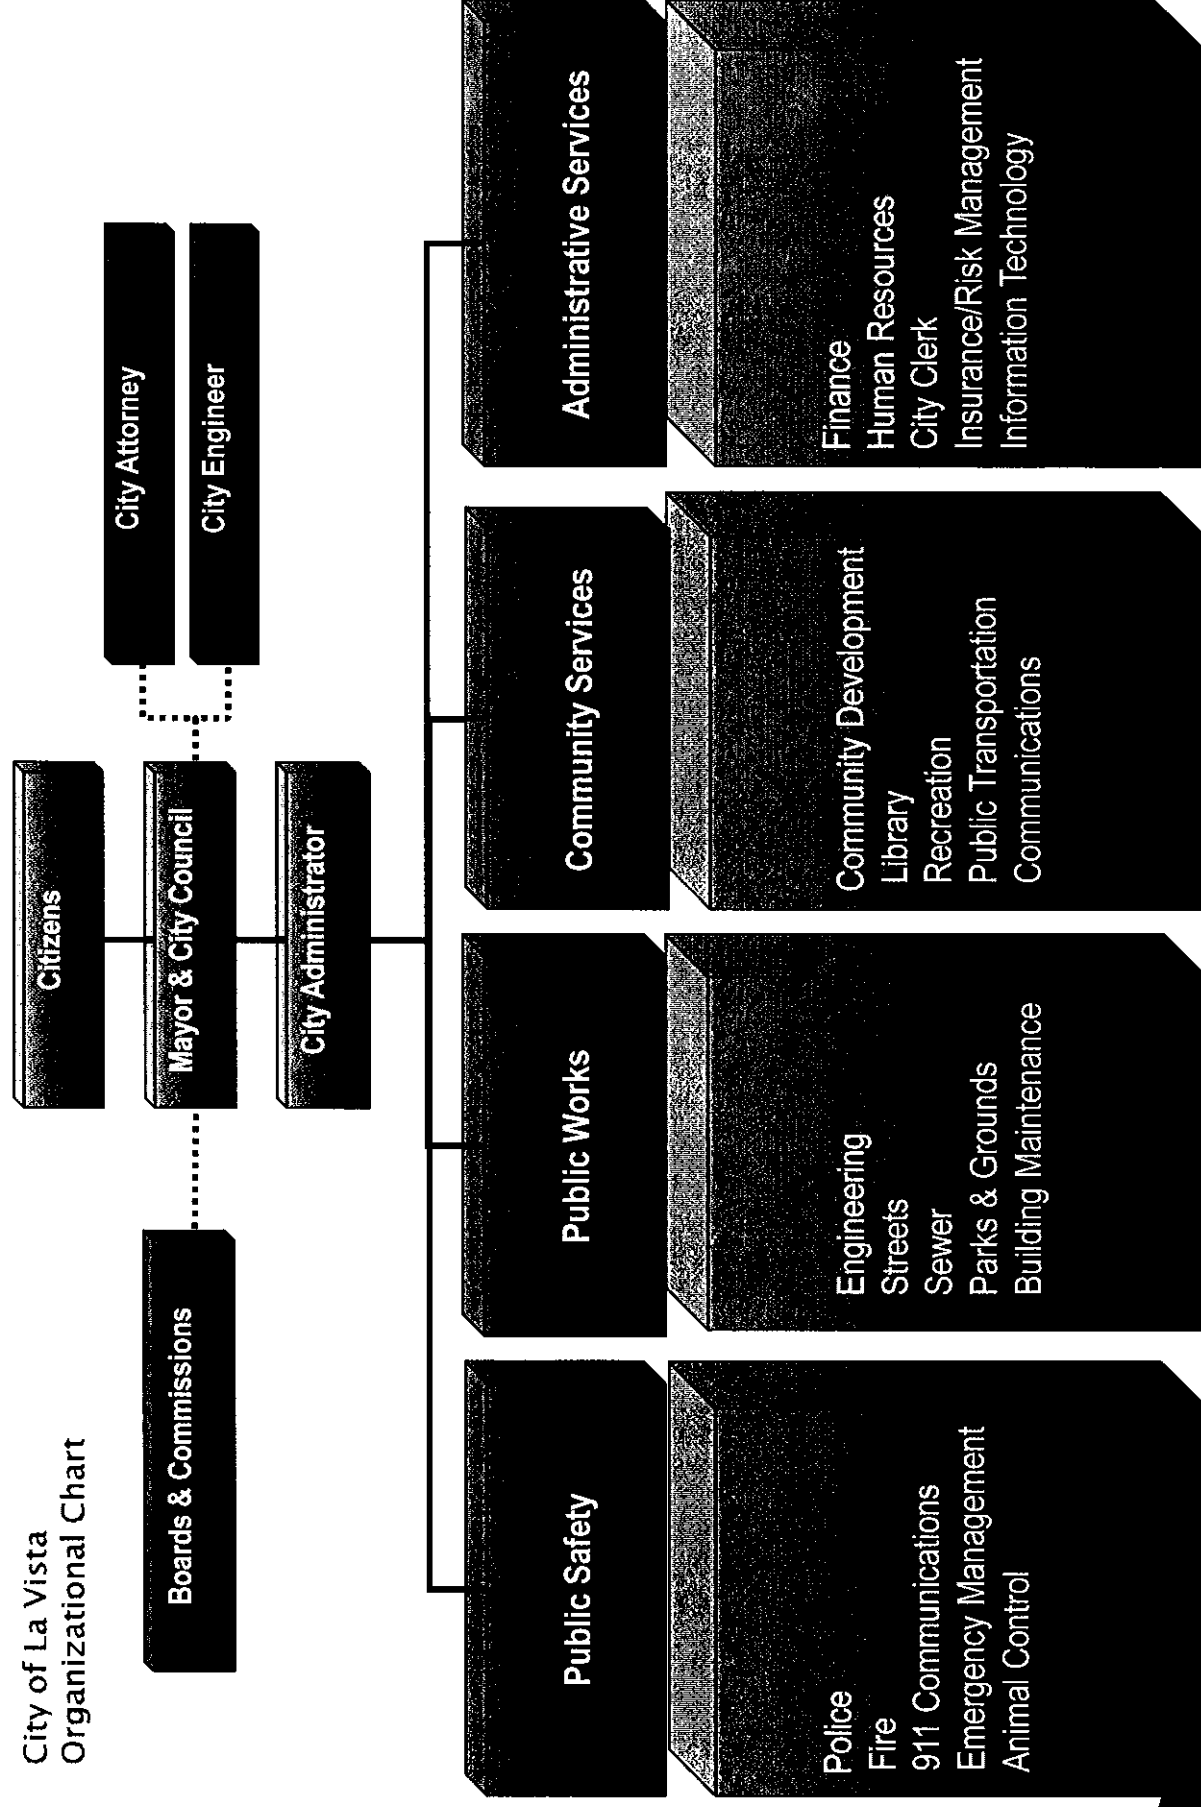 City of La Vista
Organizational Chart
Citizens
Boards & Commissions
Mayor & City Council
City Attorney
City Engineer
City Administrator
Public Safety
Police
Fire
911 Communications
Emergency Management
Animal Control
Public Works
Engineering
Streets
Sewer
Parks & Grounds
Building Maintenance
Community Services
Community Development
Library
Recreation
Public Transportation
Communications
Administrative Services
Finance
Human Resources
City Clerk
Insurance/Risk Management
Information Technology